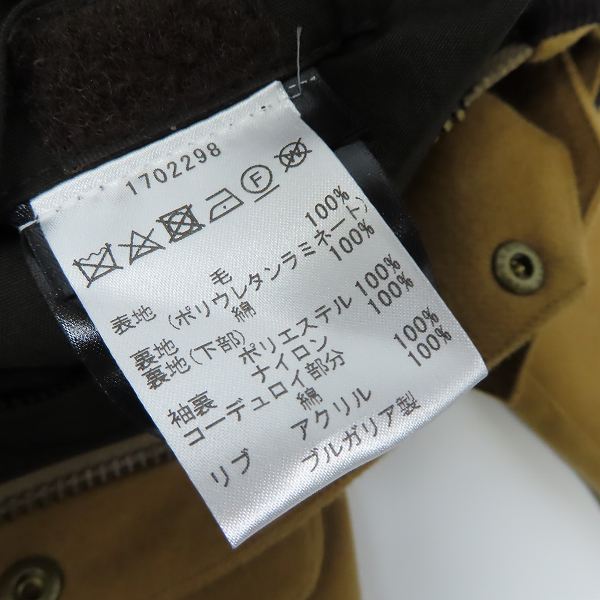 1702298
F W
表地 毛 100%
(ポリウレタンラミネート)
裏地 綿 100%
裏地(下部) ポリエステル 100%
袖裏 ナイロン 100%
コーデュロイ部分
綿 100%
リブ アクリル 100%
ブルガリア製